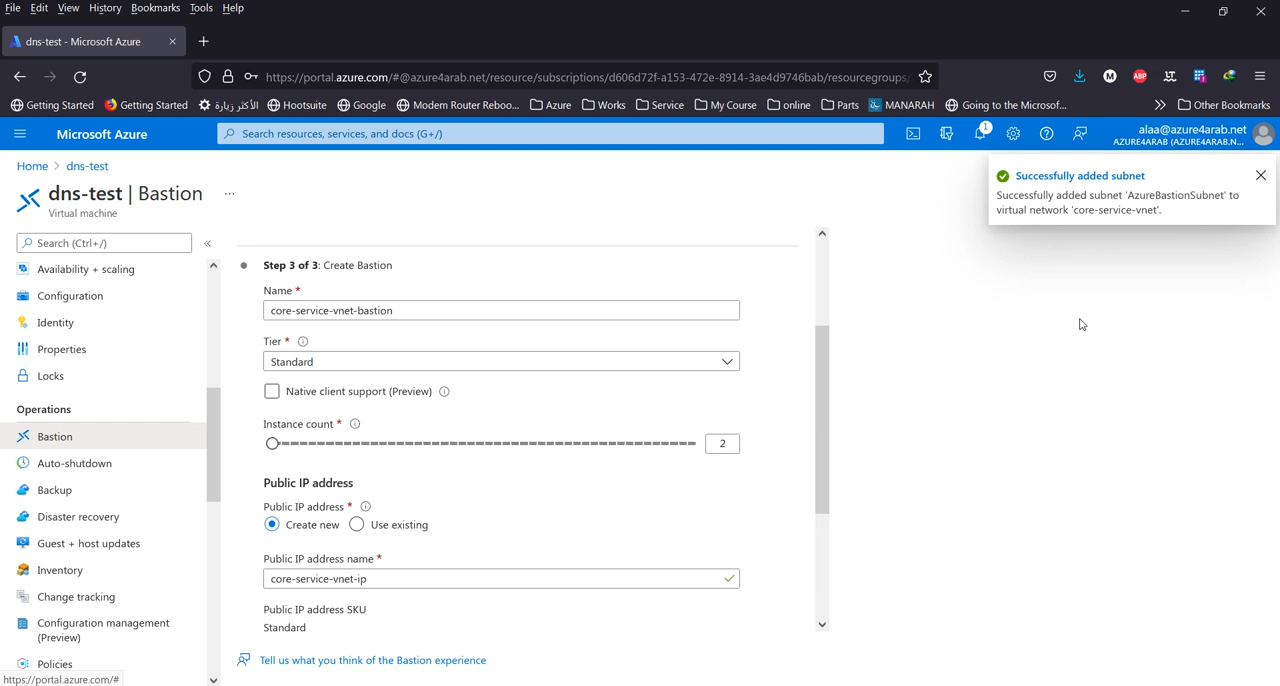 File Edit View History Bookmarks Tools Help
dns-test - Microsoft Azure
https://portal.azure.com/#@azure4arab.net/resource/subscriptions/d606d72f-a153-472e-8914-3ae4d9746bab/resourcegroups/
Getting Started Getting Started الأكثر زيارة Hootsuite Google Modem Router Reboo... Azure Works Service My Course online Parts MANARAH Going to the Microsof... Other Bookmarks
Microsoft Azure
Search resources, services, and docs (G+/)
1
alaa@azure4arab.net
AZURE4ARAB (AZURE4ARAB.N...
Home > dns-test
dns-test | Bastion ...
Virtual machine
Successfully added subnet
Successfully added subnet 'AzureBastionSubnet' to
virtual network 'core-service-vnet'.
Search (Ctrl+/)
«
Availability + scaling
Configuration
Identity
Properties
Locks
Operations
Bastion
Auto-shutdown
Backup
Disaster recovery
Guest + host updates
Inventory
Change tracking
Configuration management
(Preview)
Policies
https://portal.azure.com/#
Step 3 of 3: Create Bastion
Name *
core-service-vnet-bastion
Tier *
Standard
Native client support (Preview)
Instance count *
2
Public IP address
Public IP address *
Create new Use existing
Public IP address name *
core-service-vnet-ip
Public IP address SKU
Standard
Tell us what you think of the Bastion experience